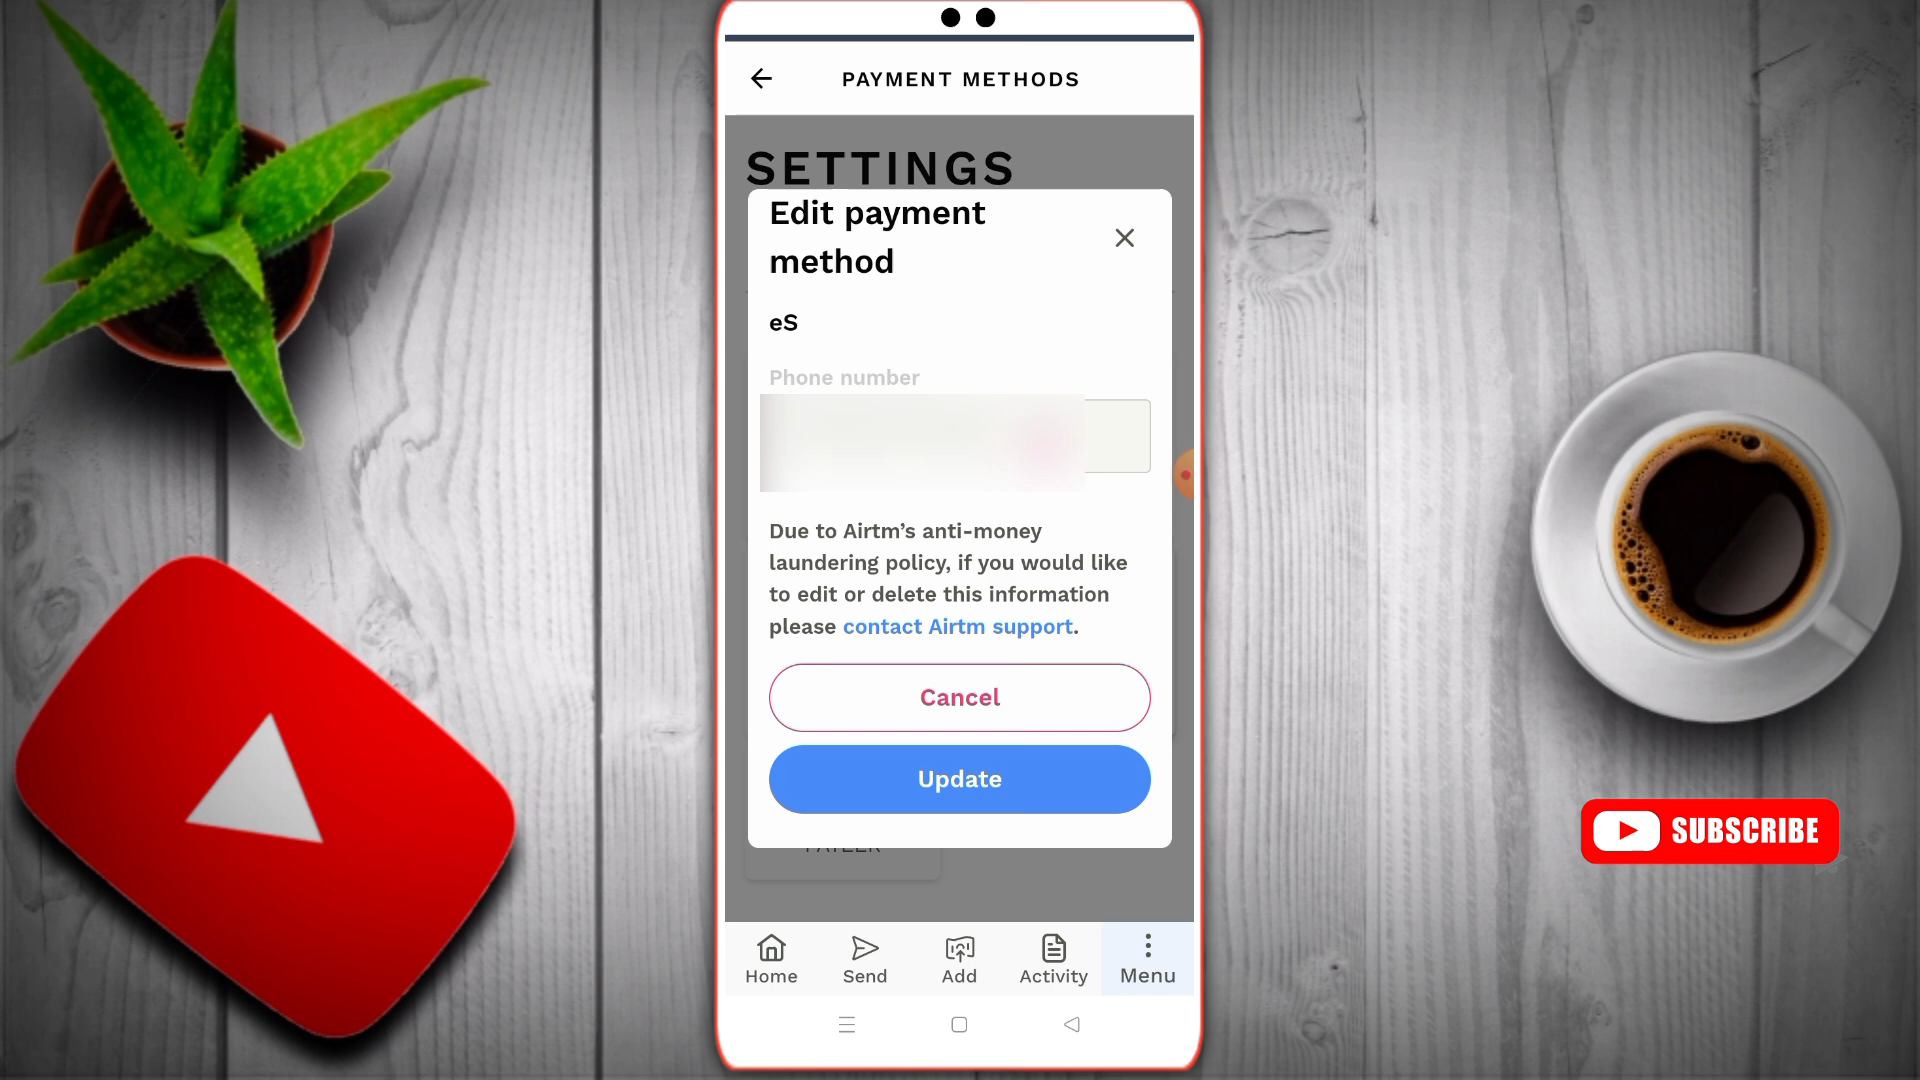 PAYMENT METHODS
SETTINGS
Edit payment
method
eS
Phone number
Due to Airtm’s anti-money
laundering policy, if you would like
to edit or delete this information
please contact Airtm support.
Cancel
Update
SUBSCRIBE
Home
Send
Add
Activity
Menu